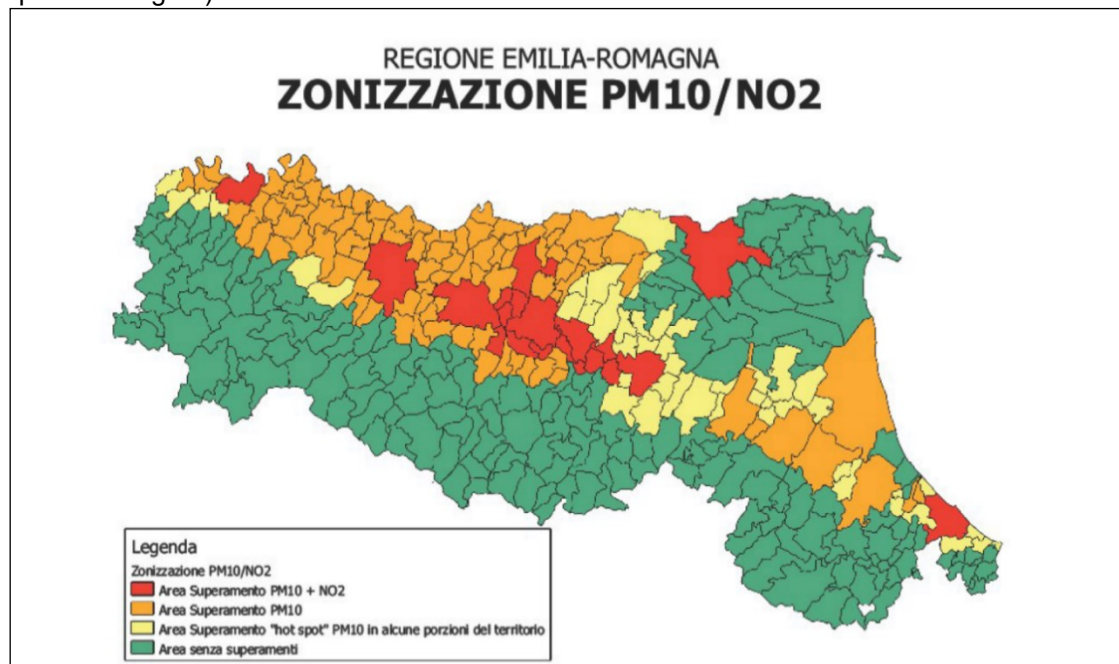 REGIONE EMILIA-ROMAGNA
ZONIZZAZIONE PM10/NO2
Legenda
Zonizzazione PM10/NO2
Area Superamento PM10 + NO2
Area Superamento PM10
Area Superamento "hot spot" PM10 in alcune porzioni del territorio
Area senza superamenti